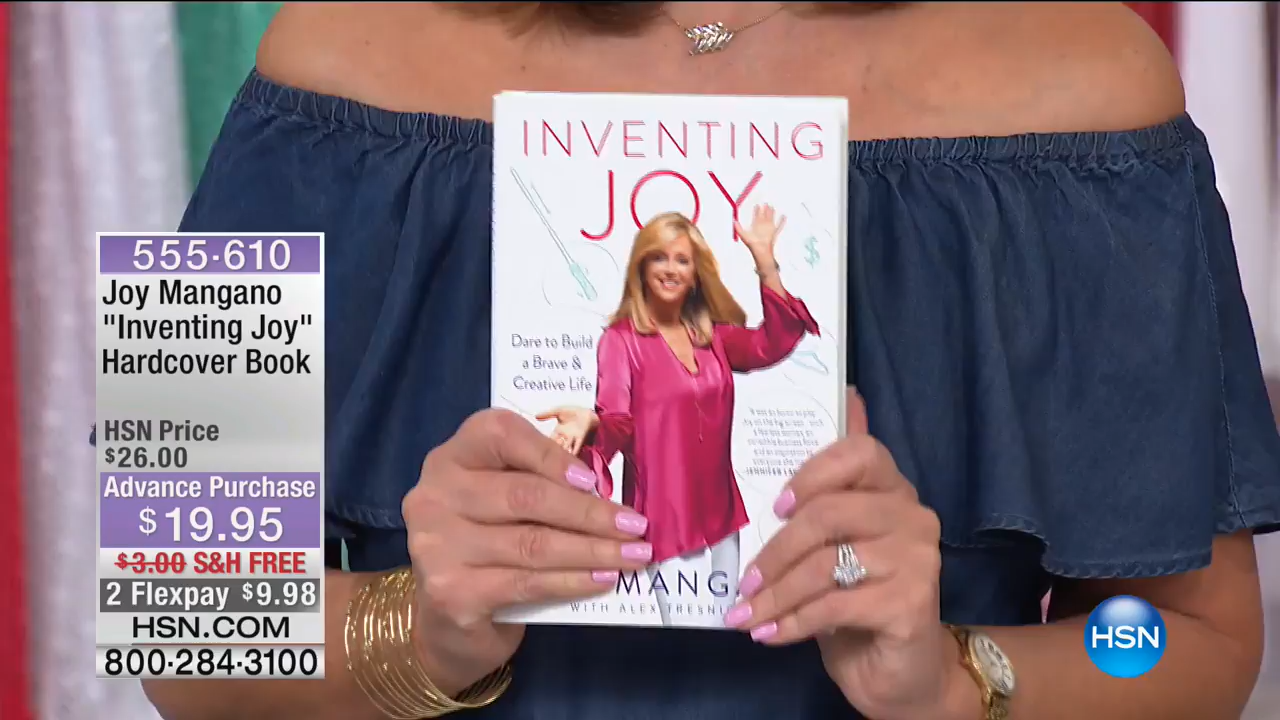 555-610
Joy Mangano
"Inventing Joy"
Hardcover Book
HSN Price
$26.00
Advance Purchase
$19.95
$3.00 S&H FREE
2 Flexpay $9.98
HSN.COM
800-284-3100
INVENTING
JOY
$
Dare to Build
a Brave &
Creative Life
MANG
WITH ALEX
HSN